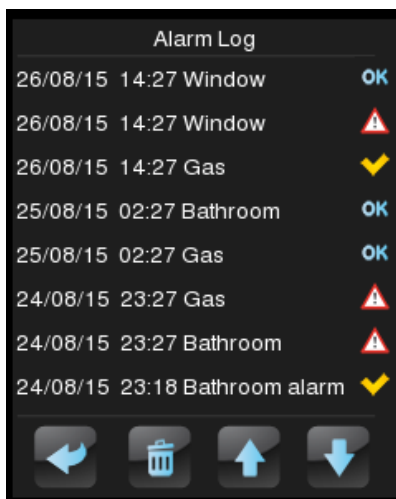 Alarm Log
26/08/15 14:27 Window OK
26/08/15 14:27 Window
26/08/15 14:27 Gas
25/08/15 02:27 Bathroom OK
25/08/15 02:27 Gas OK
24/08/15 23:27 Gas
24/08/15 23:27 Bathroom
24/08/15 23:18 Bathroom alarm